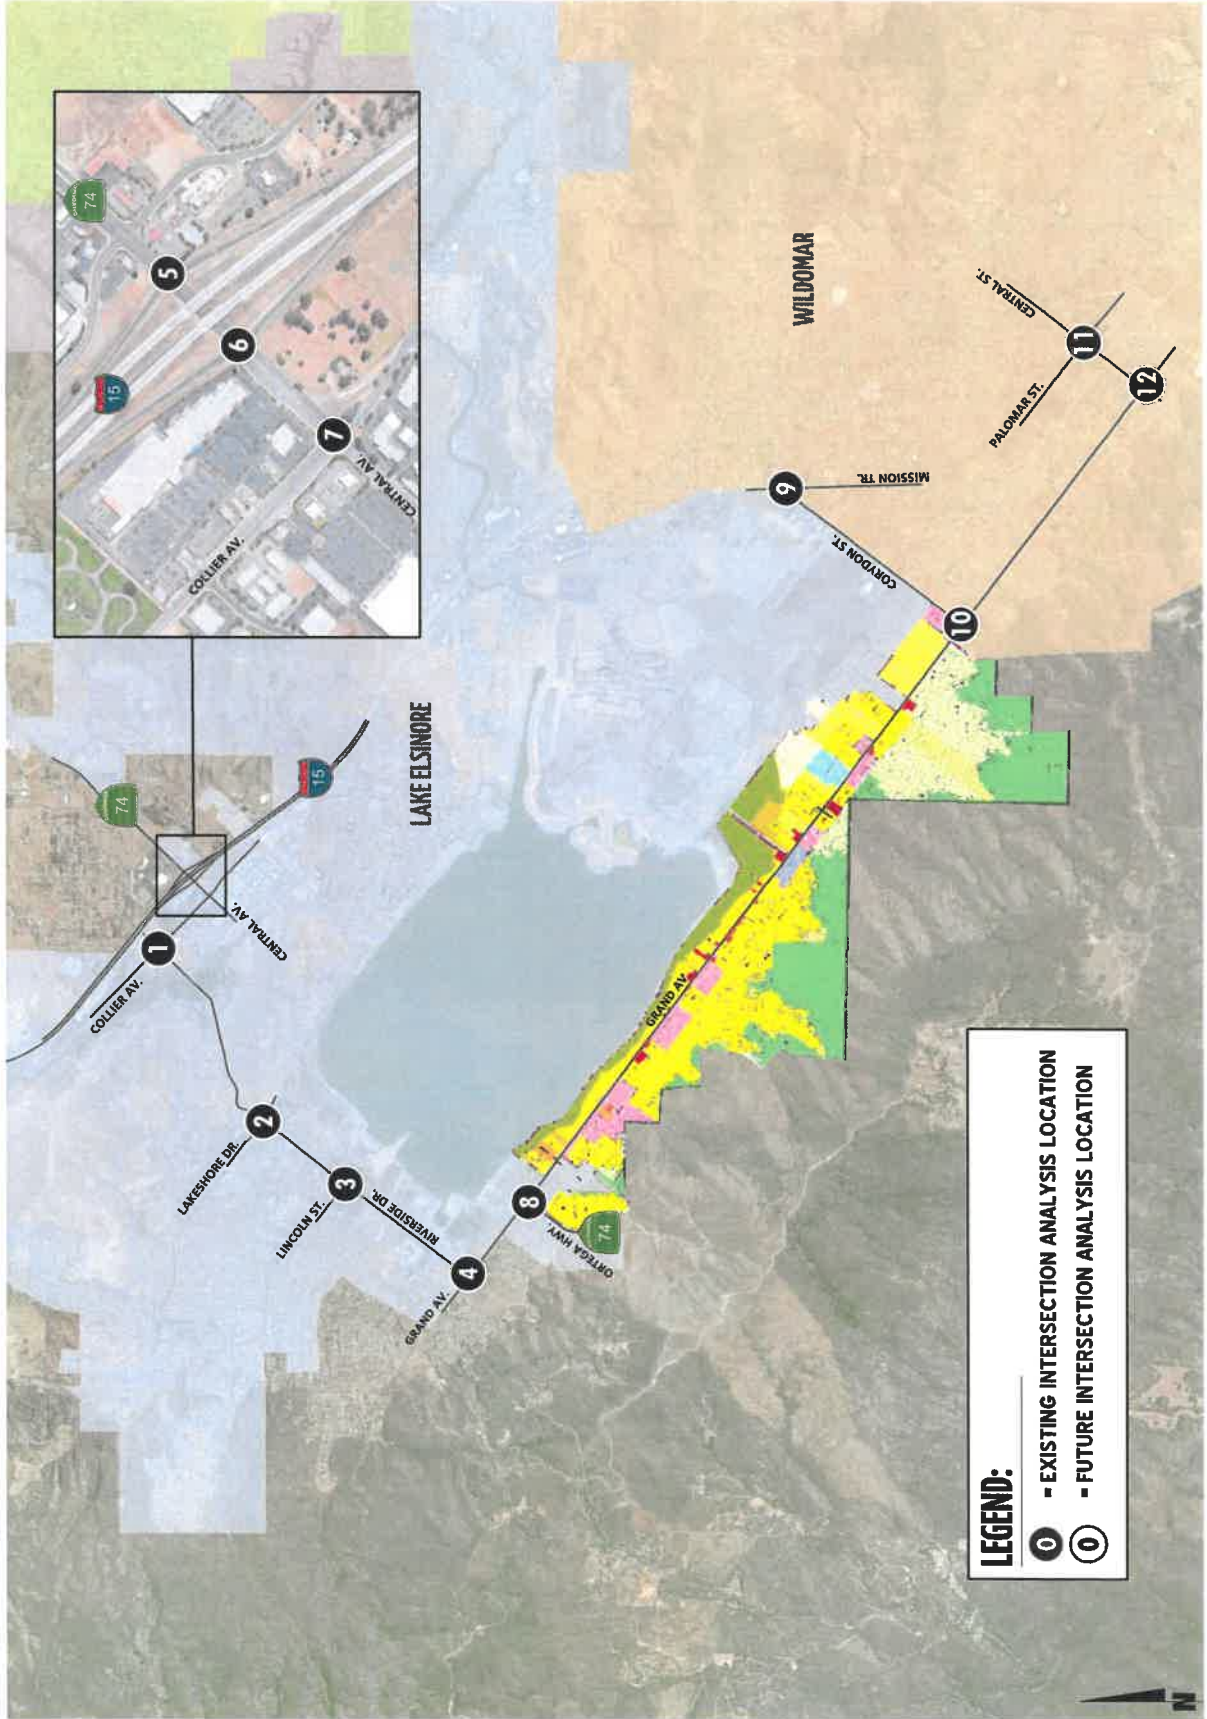 74
5
15
6
7
CENTRAL AV.
COLLIER AV.
74
15
LAKE ELSINORE
WILDOMAR
1
COLLIER AV.
CENTRAL AV.
2
LAKESHORE DR.
3
LINCOLN ST.
RIVERSIDE DR.
4
GRAND AV.
8
ORTEGA HWY.
74
GRAND AV.
9
MISSION TR.
CORYDON ST.
10
CENTRAL ST.
11
PALOMAR ST.
12
LEGEND:
0 = EXISTING INTERSECTION ANALYSIS LOCATION
0 = FUTURE INTERSECTION ANALYSIS LOCATION
N